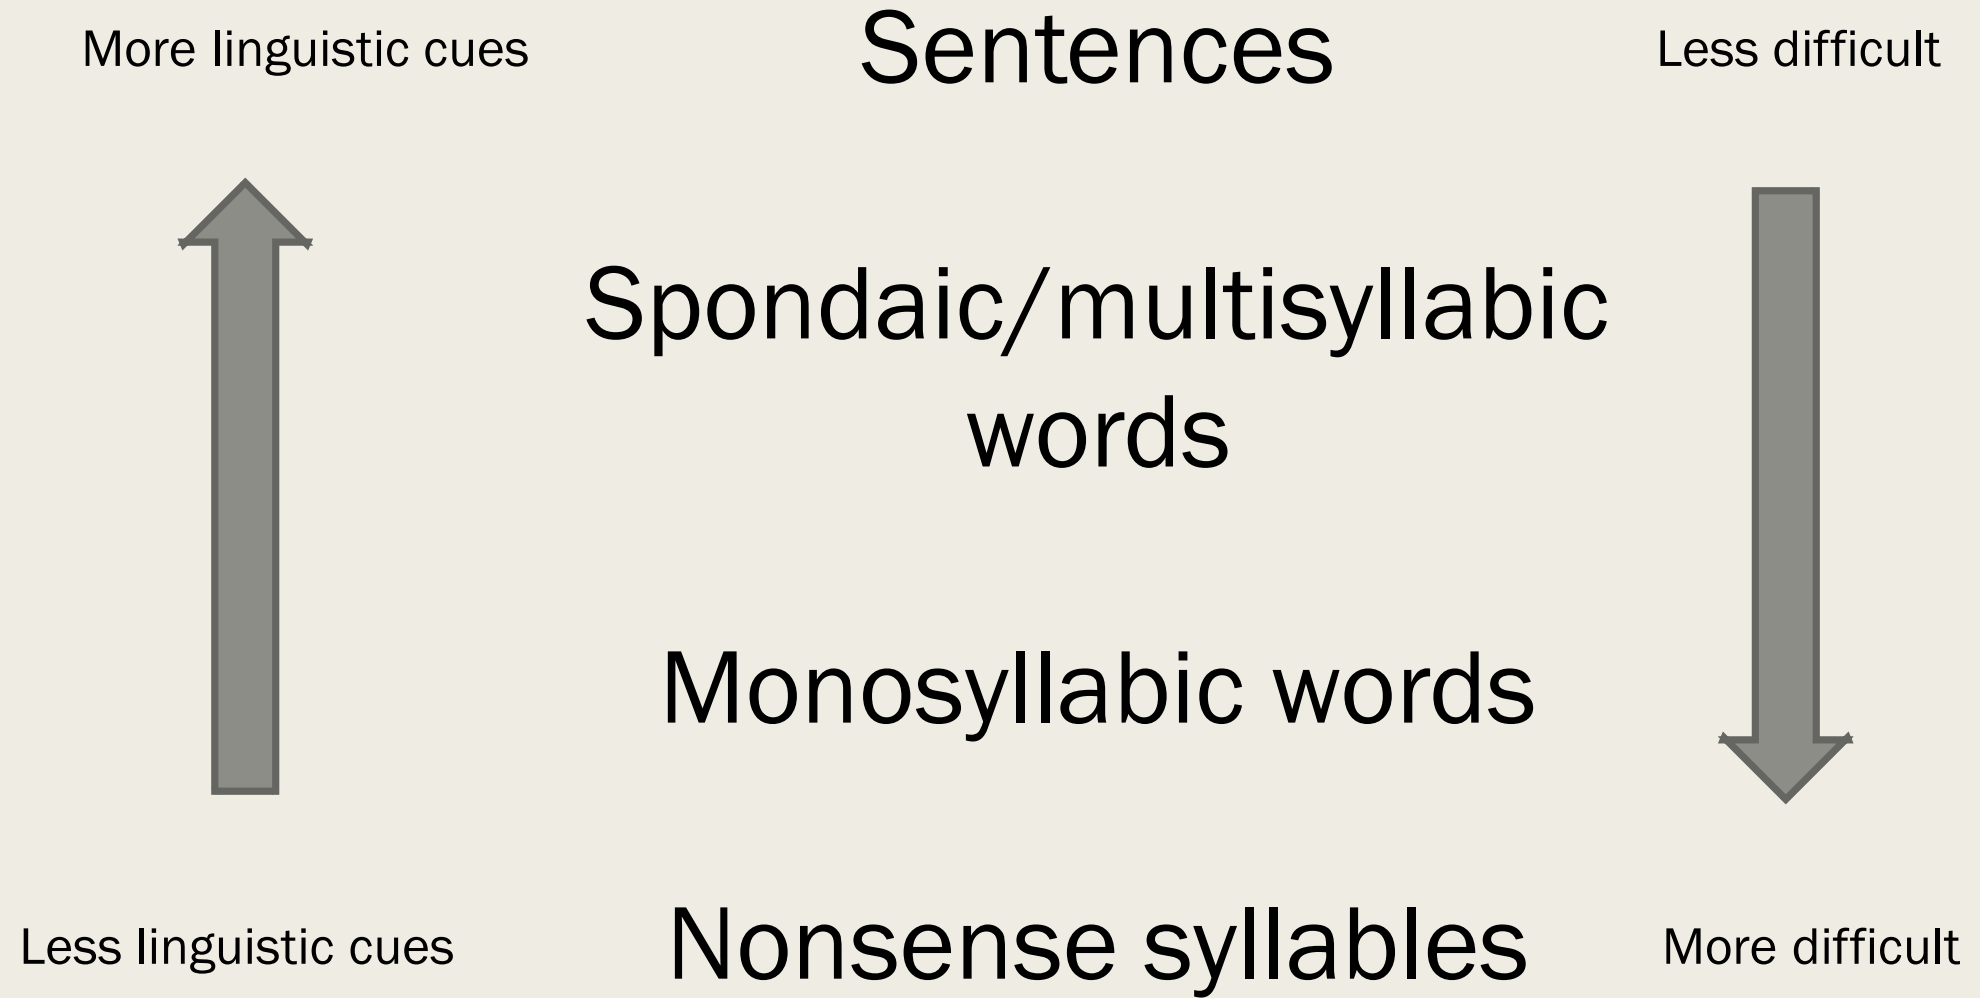 More linguistic cues
Sentences
Less difficult
Spondaic/multisyllabic
words
Monosyllabic words
Less linguistic cues
Nonsense syllables
More difficult